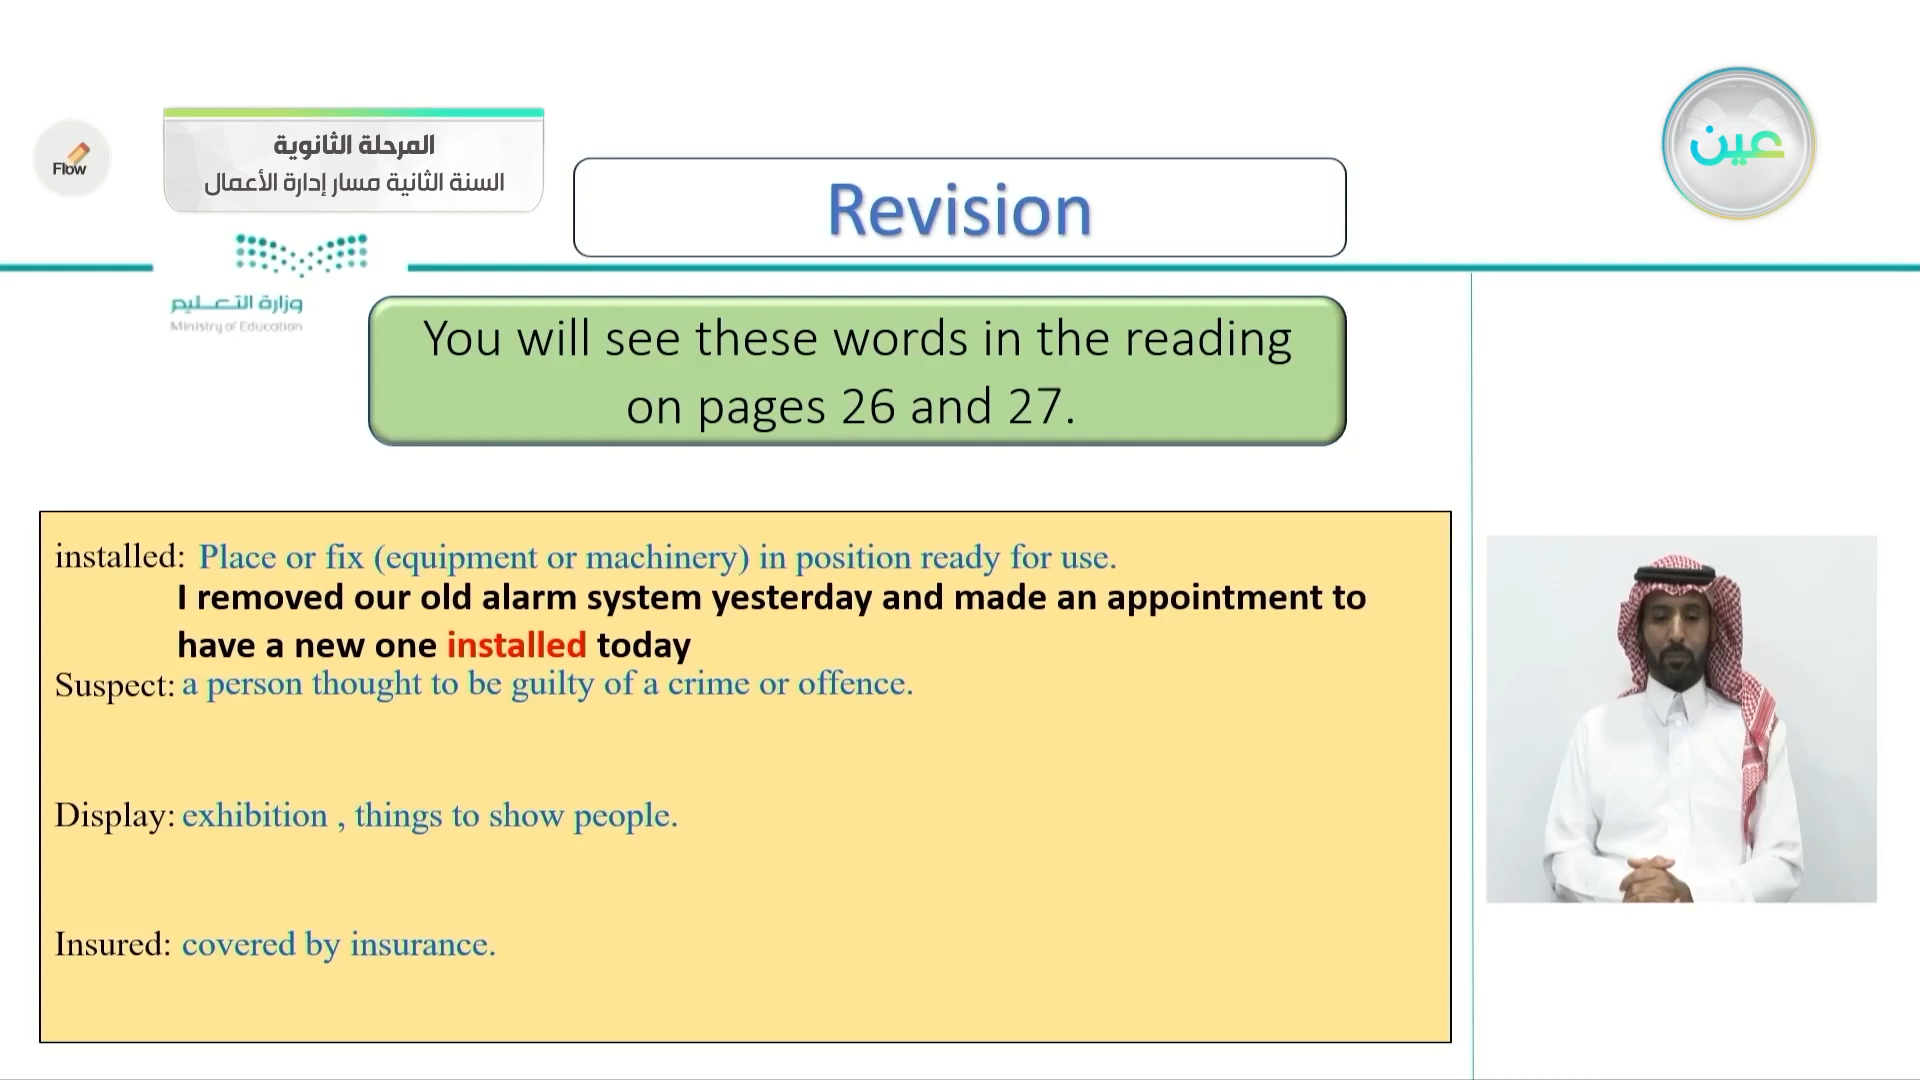 Flow
المرحلة الثانوية
السنة الثانية مسار إدارة الأعمال
عين
Revision
وزارة التعليم
Ministry of Education
You will see these words in the reading
on pages 26 and 27.
installed: Place or fix (equipment or machinery) in position ready for use.
I removed our old alarm system yesterday and made an appointment to
have a new one installed today
Suspect: a person thought to be guilty of a crime or offence.
Display: exhibition , things to show people.
Insured: covered by insurance.